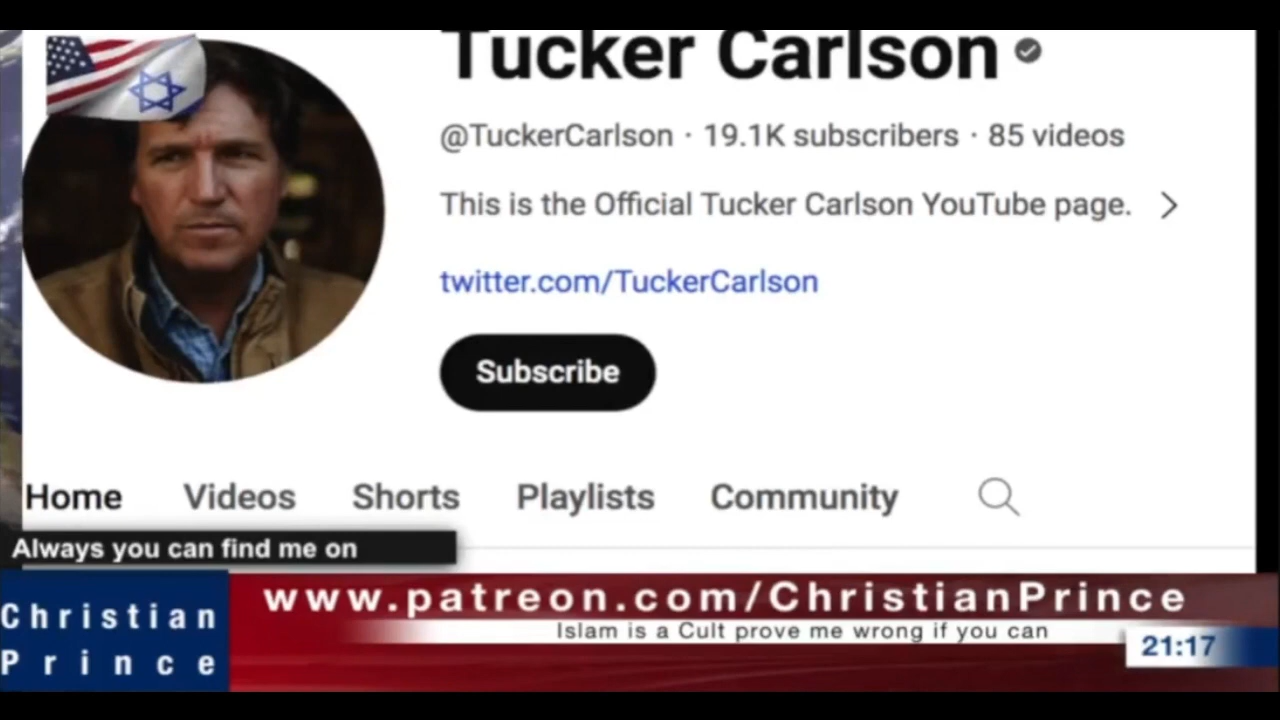 Tucker Carlson
@TuckerCarlson · 19.1K subscribers · 85 videos
This is the Official Tucker Carlson YouTube page.
twitter.com/TuckerCarlson
Subscribe
Home Videos Shorts Playlists Community
Always you can find me on
www.patreon.com/ChristianPrince
Islam is a Cult prove me wrong if you can
Christian
Prince
21:17